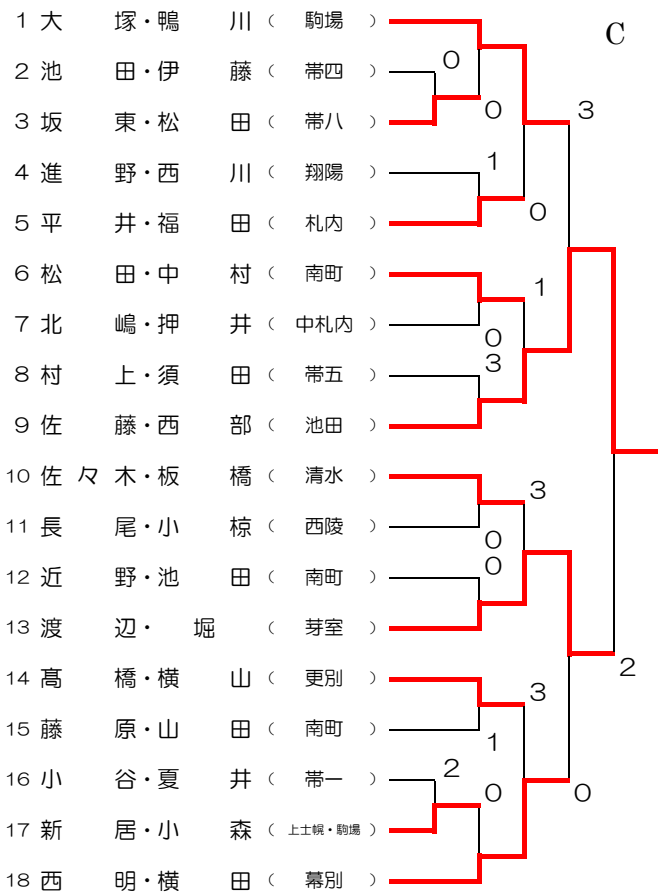 C
1 大塚・鴨川（駒場）
2 池田・伊藤（帯四）
3 坂東・松田（帯八）
4 進野・西川（翔陽）
5 平井・福田（札内）
6 松田・中村（南町）
7 北嶋・押井（中札内）
8 村上・須田（帯五）
9 佐藤・西部（池田）
10 佐々木・板橋（清水）
11 長尾・小椋（西陵）
12 近野・池田（南町）
13 渡辺・堀（芽室）
14 髙橋・横山（更別）
15 藤原・山田（南町）
16 小谷・夏井（帯一）
17 新居・小森（上士幌・駒場）
18 西明・横田（幕別）
0
0
3
1
0
1
0
3
3
0
0
2
3
1
2
0
0